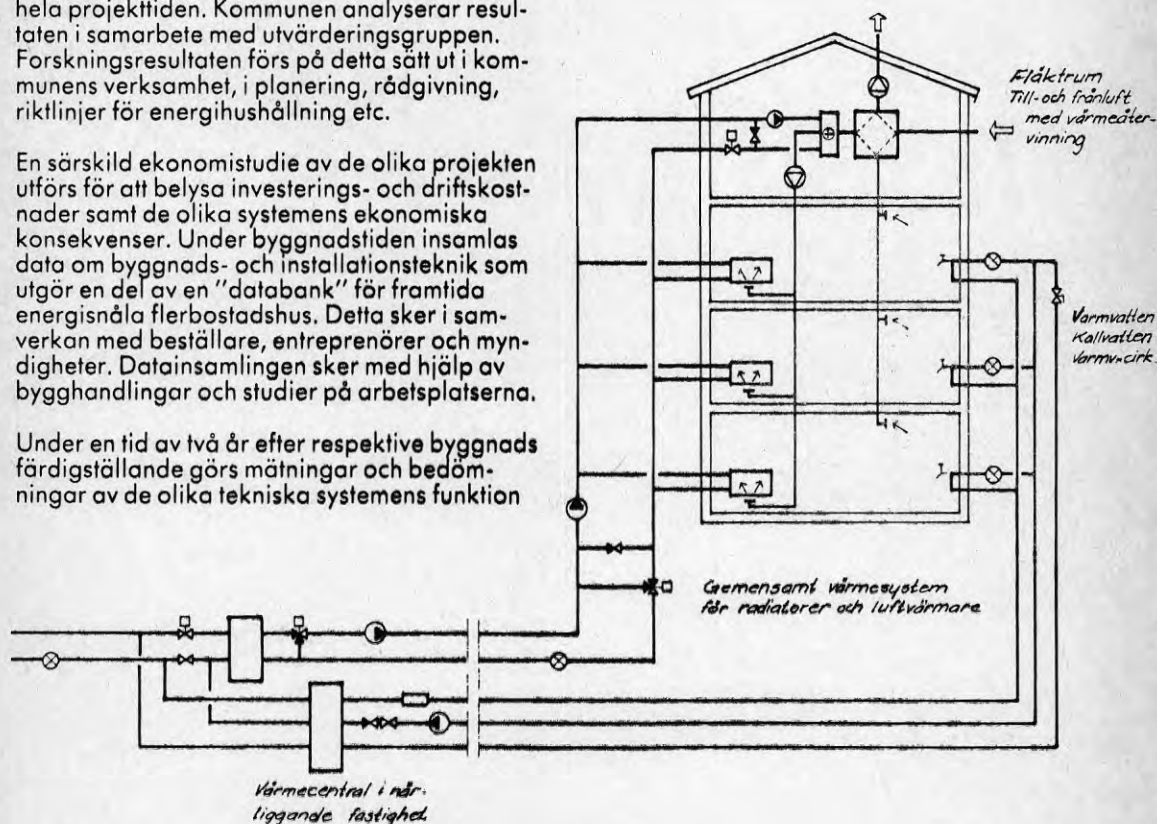 hela projekttiden. Kommunen analyserar resul-
taten i samarbete med utvärderingsgruppen.
Forskningsresultaten förs på detta sätt ut i kom-
munens verksamhet, i planering, rådgivning,
riktlinjer för energihushållning etc.
En särskild ekonomistudie av de olika projekten
utförs för att belysa investerings- och driftskost-
nader samt de olika systemens ekonomiska
konsekvenser. Under byggnadstiden insamlas
data om byggnads- och installationsteknik som
utgör en del av en "databank" för framtida
energisnåla flerbostadshus. Detta sker i sam-
verkan med beställare, entreprenörer och myn-
digheter. Datainsamlingen sker med hjälp av
bygghandlingar och studier på arbetsplatserna.
Under en tid av två år efter respektive byggnads
färdigställande görs mätningar och bedöm-
ningar av de olika tekniska systemens funktion
Fläktrum
Till- och frånluft
med värmeåter-
vinning
Varmvatten
Kallvatten
Varmv.cirk.
Gemensamt värmesystem
för radiatorer och luftvärmare
Värmecentral i när-
liggande fastighet